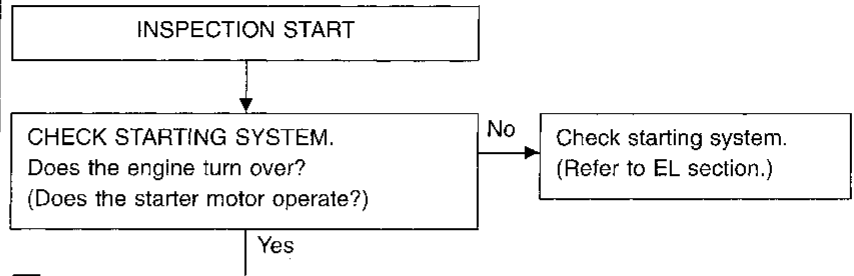 INSPECTION START
CHECK STARTING SYSTEM.
Does the engine turn over?
(Does the starter motor operate?)
No
Check starting system.
(Refer to EL section.)
Yes